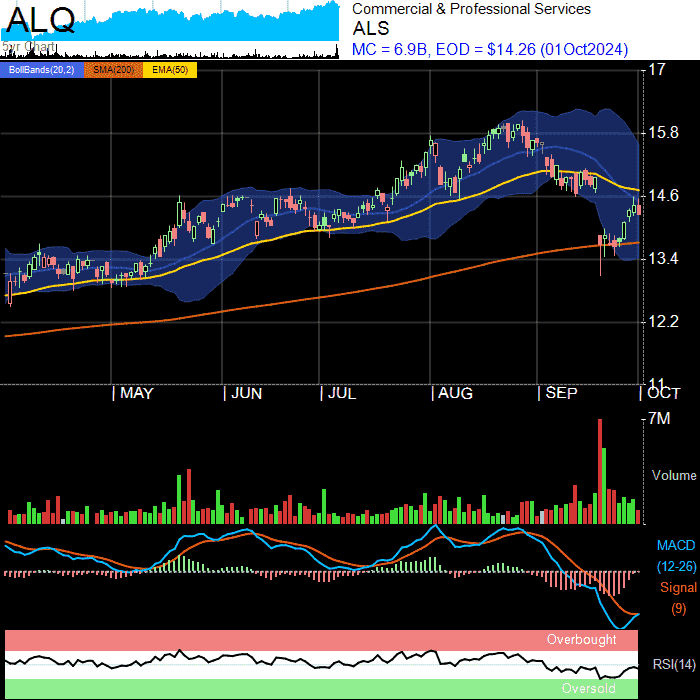 ALQ
Commercial & Professional Services
ALS
5yr Chart
MC = 6.9B, EOD = $14.26 (01Oct2024)
BollBands(20,2) SMA(200) EMA(50)
17
15.8
14.6
13.4
12.2
11
| MAY | JUN | JUL | AUG | SEP | OCT
7M
Volume
MACD
(12-26)
Signal
(9)
Overbought
RSI(14)
Oversold